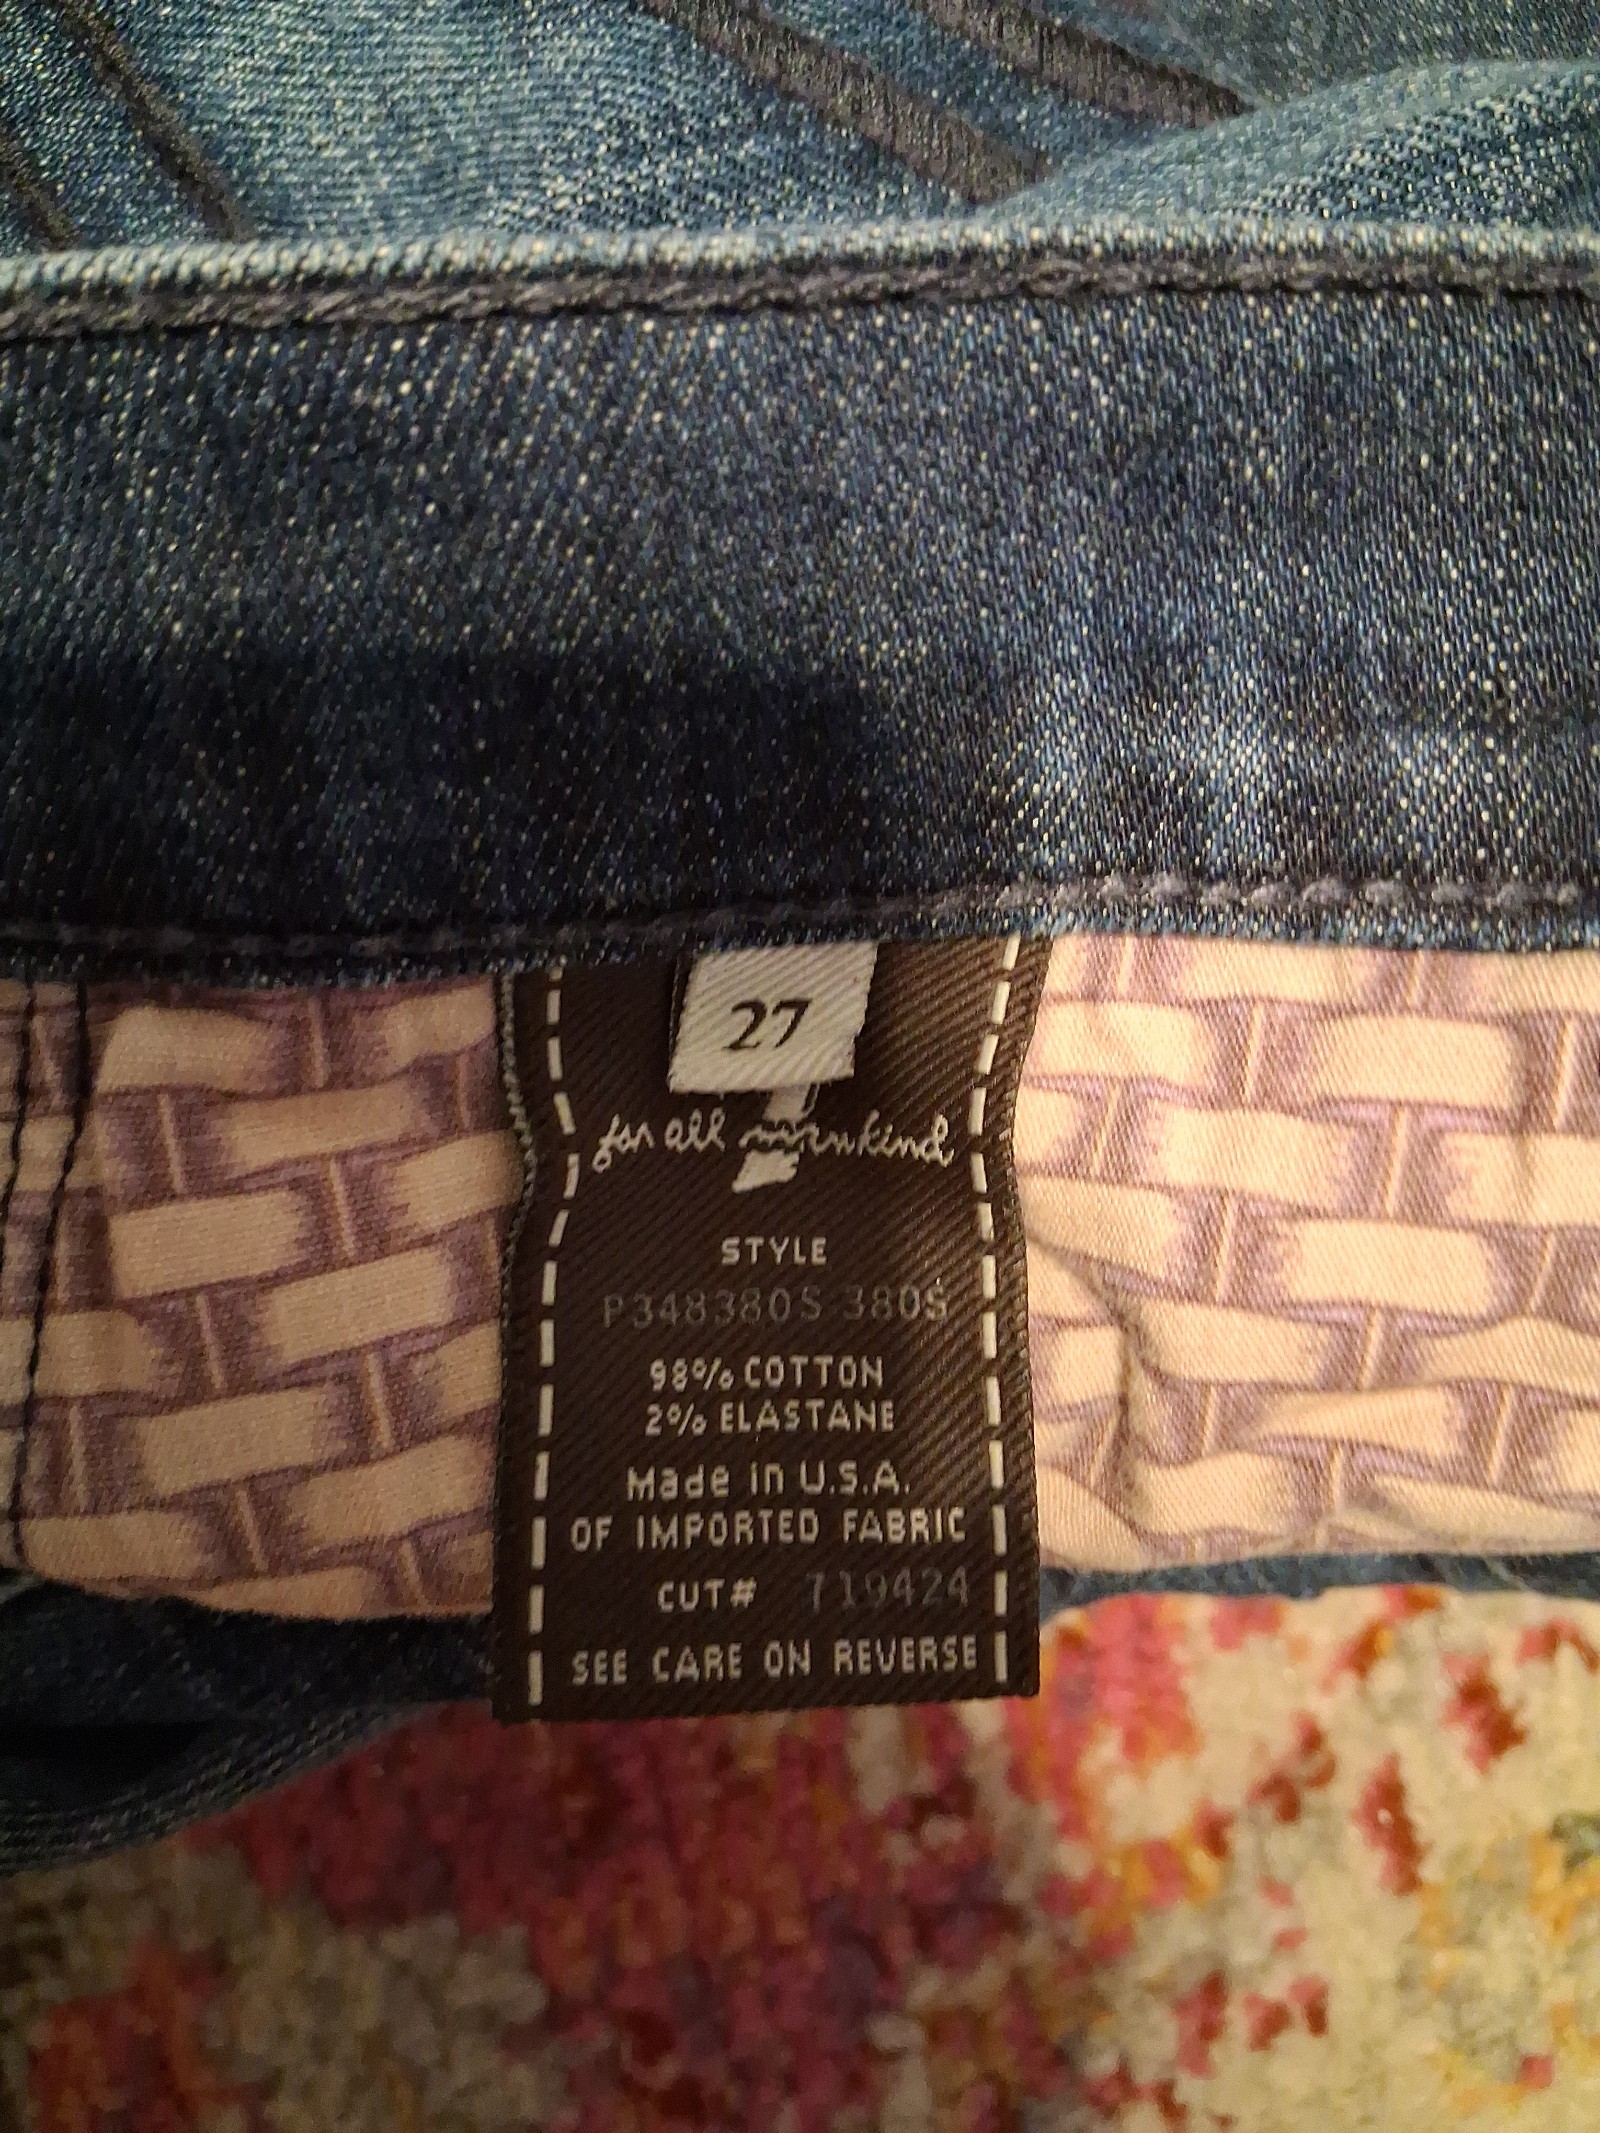 27
for all mankind
7
STYLE
P348380S 380S
98% COTTON
2% ELASTANE
Made in U.S.A.
OF IMPORTED FABRIC
CUT# 719424
SEE CARE ON REVERSE